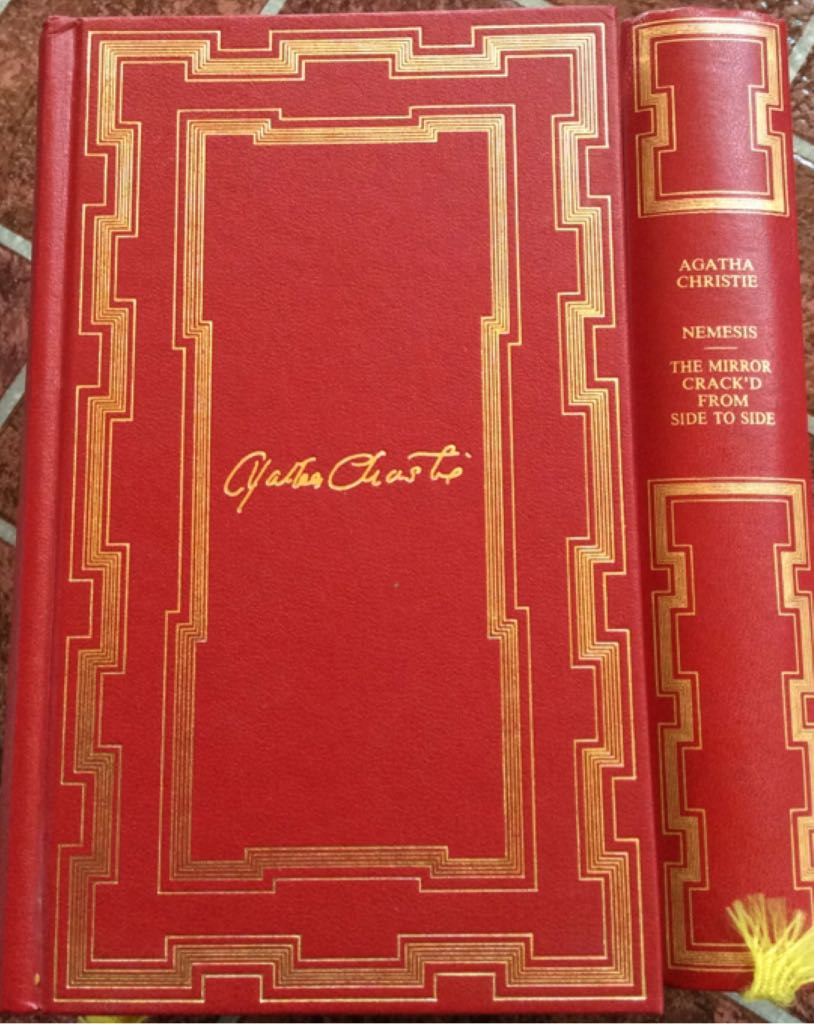 Agatha Christie
AGATHA
CHRISTIE
NEMESIS
THE MIRROR
CRACK'D
FROM
SIDE TO SIDE